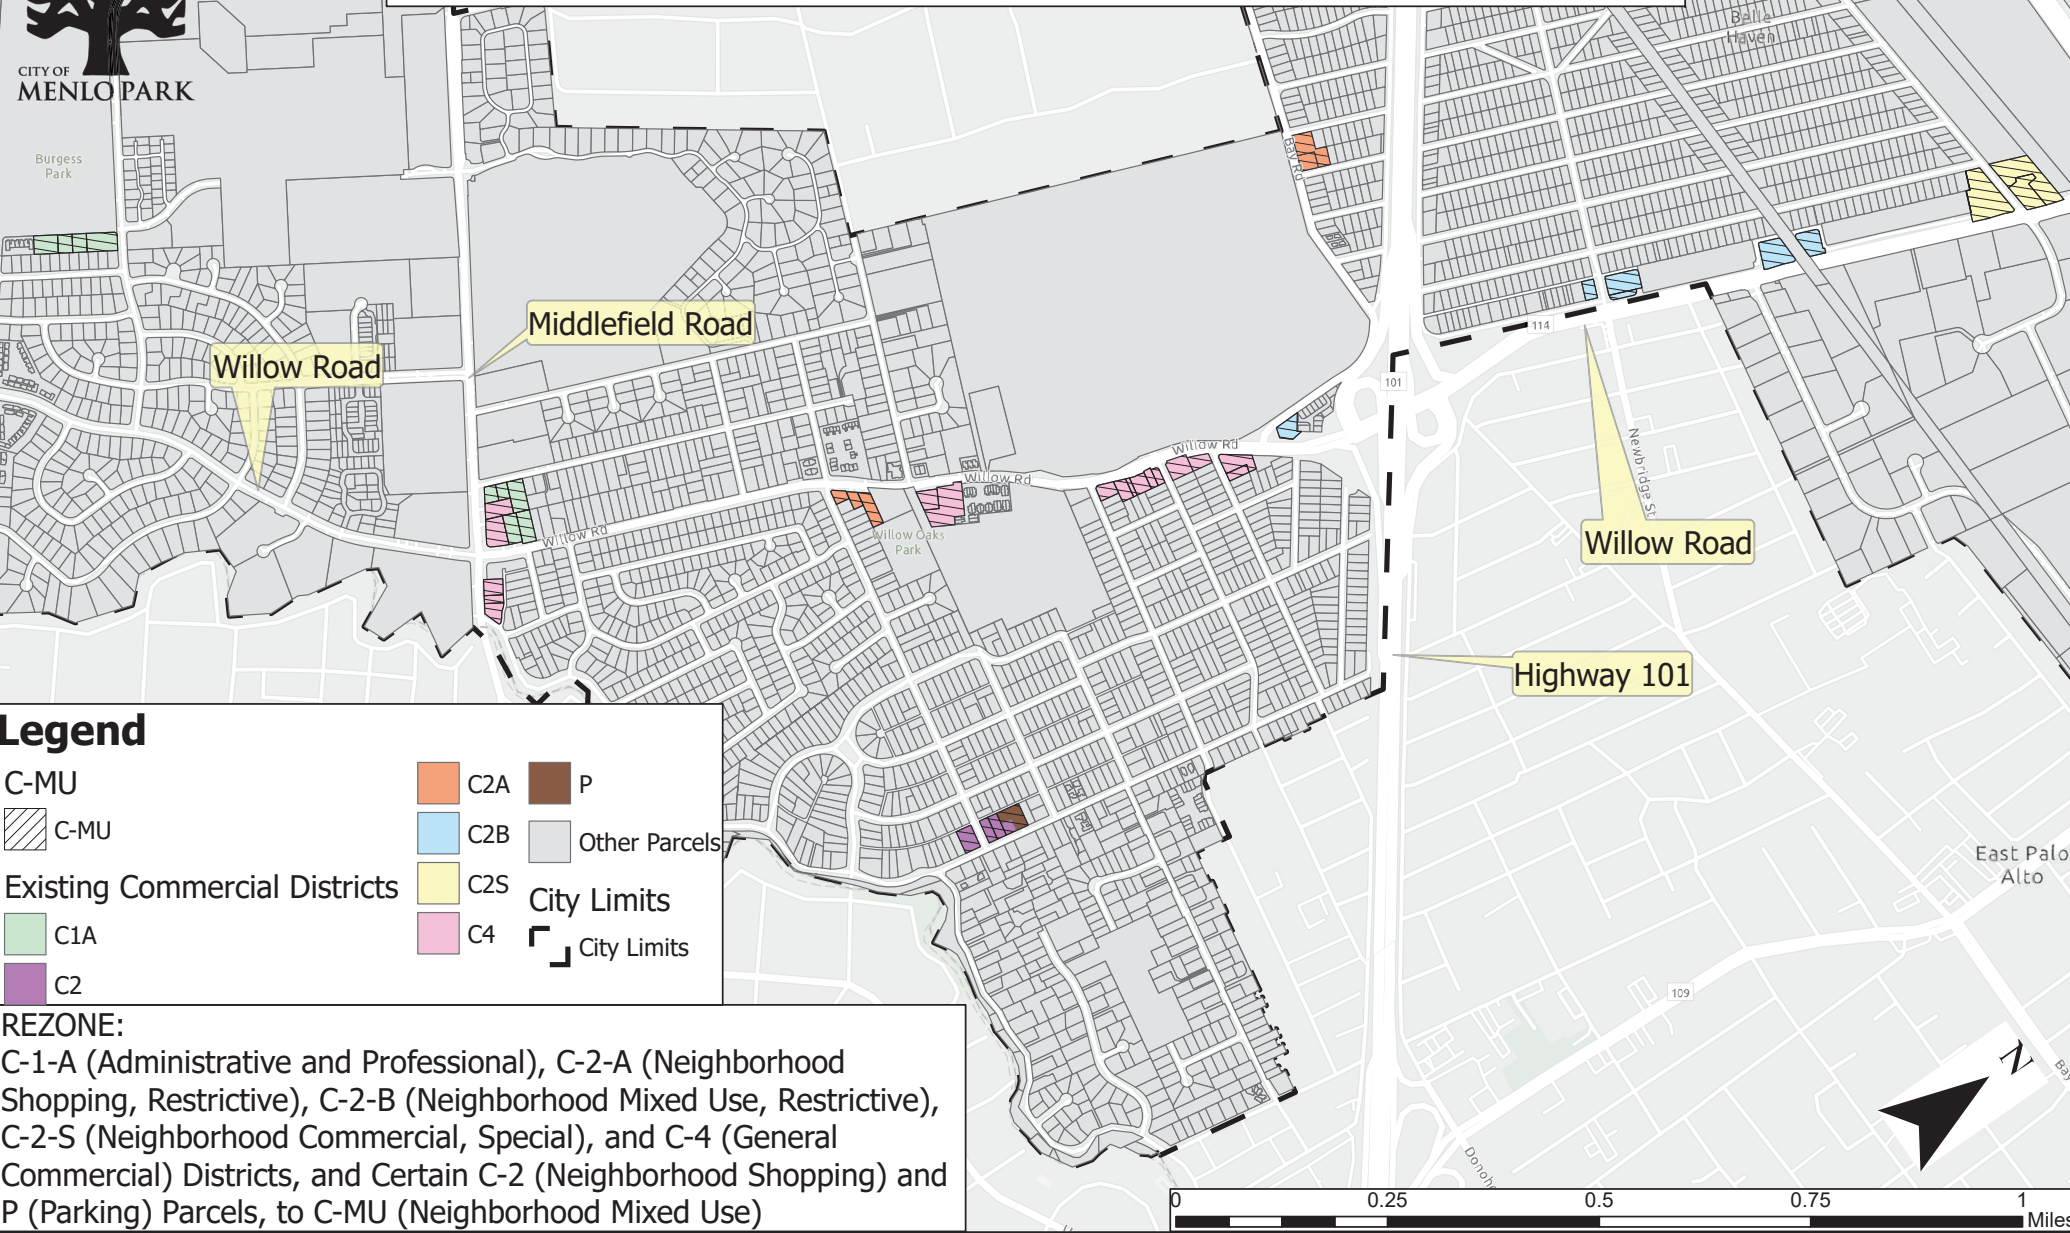 CITY OF
MENLO PARK
Belle
Haven
Burgess
Park
Bay Rd
Middlefield Road
Willow Road
114
101
Willow Rd
Willow Rd
Willow Rd
Newbridge St
Willow Oaks
Park
Willow Road
Highway 101
Legend
C-MU
C-MU
Existing Commercial Districts
C1A
C2
C2A
C2B
C2S
C4
P
Other Parcels
City Limits
City Limits
East Palo
Alto
109
REZONE:
C-1-A (Administrative and Professional), C-2-A (Neighborhood
Shopping, Restrictive), C-2-B (Neighborhood Mixed Use, Restrictive),
C-2-S (Neighborhood Commercial, Special), and C-4 (General
Commercial) Districts, and Certain C-2 (Neighborhood Shopping) and
P (Parking) Parcels, to C-MU (Neighborhood Mixed Use)
N
Donohe
0 0.25 0.5 0.75 1
Miles